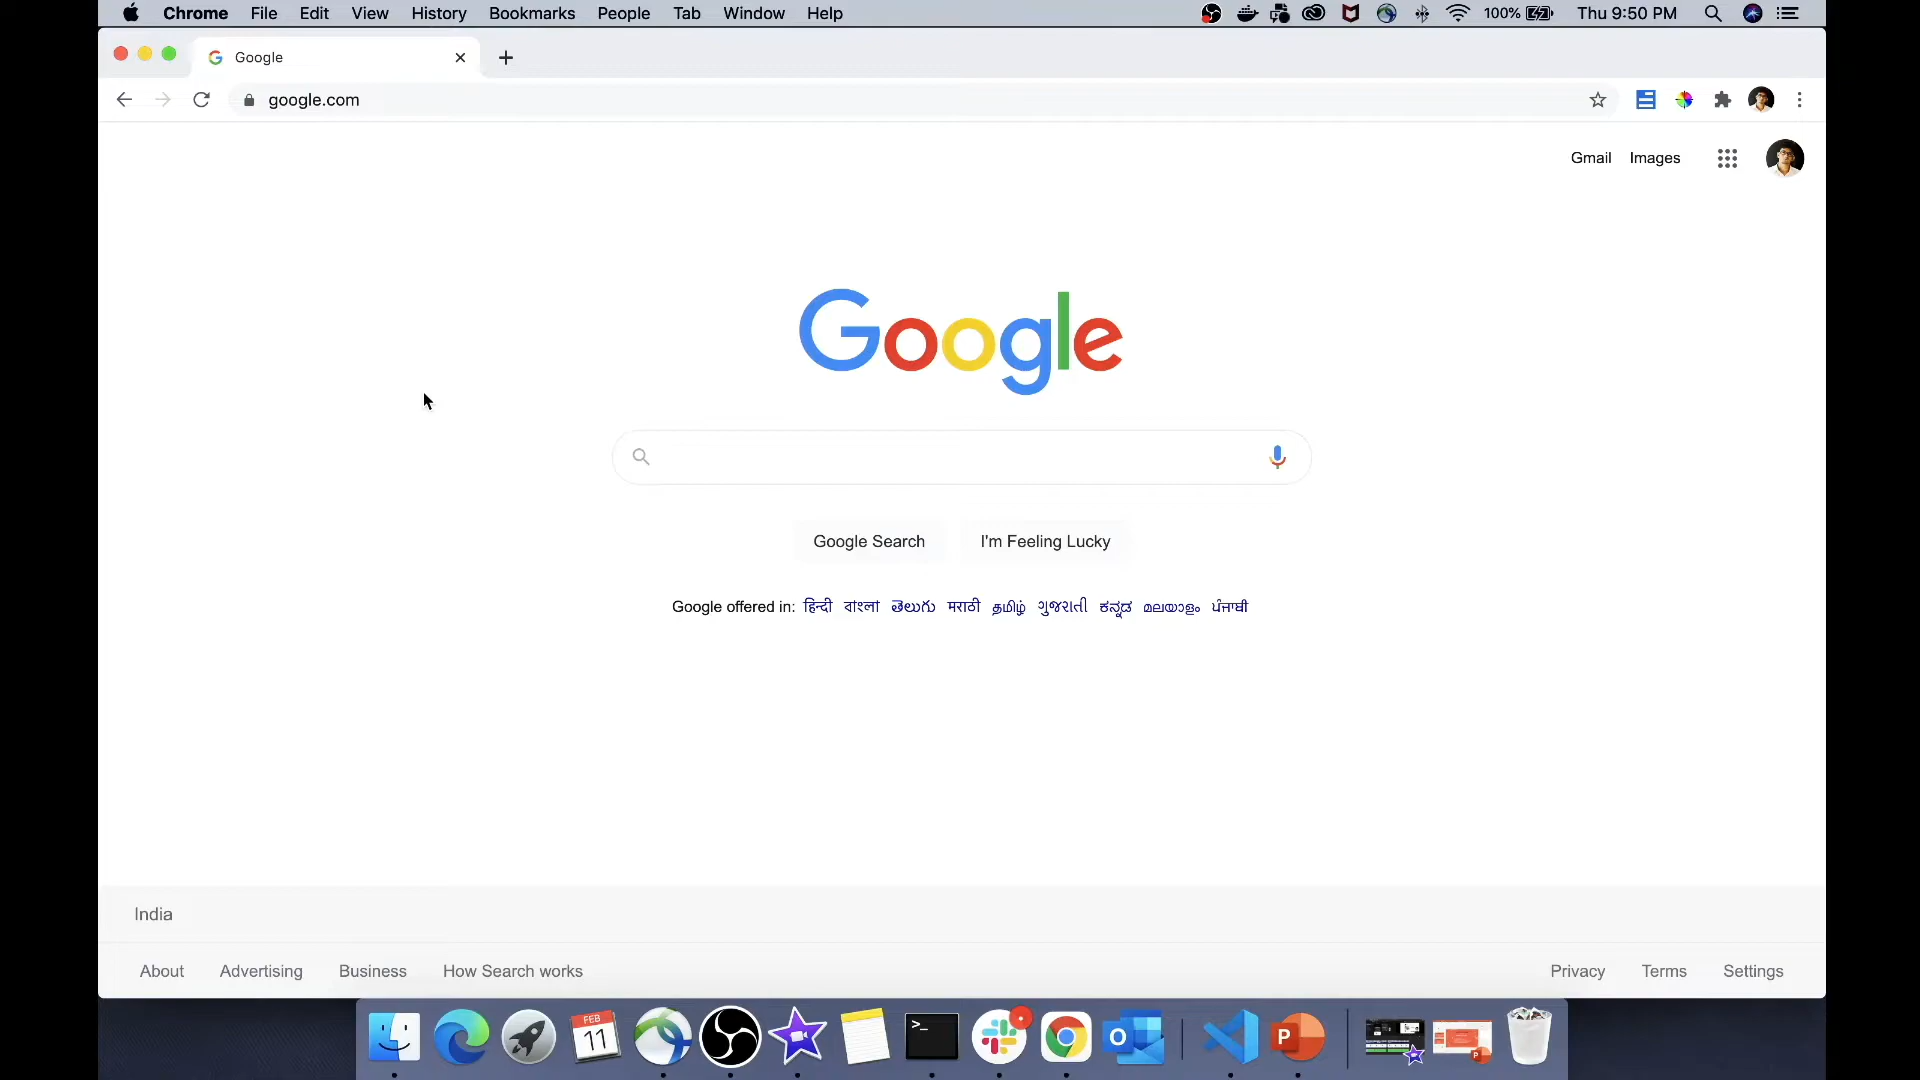 Chrome File Edit View History Bookmarks People Tab Window Help 100% Thu 9:50 PM
Google
google.com
Gmail Images
Google
Google Search I'm Feeling Lucky
Google offered in: हिन्दी বাংলা తెలుగు मराठी தமிழ் ગુજરાતી ಕನ್ನಡ മലയാളം ਪੰਜਾਬੀ
India
About Advertising Business How Search works Privacy Terms Settings
FEB
11
>_
O
P
P